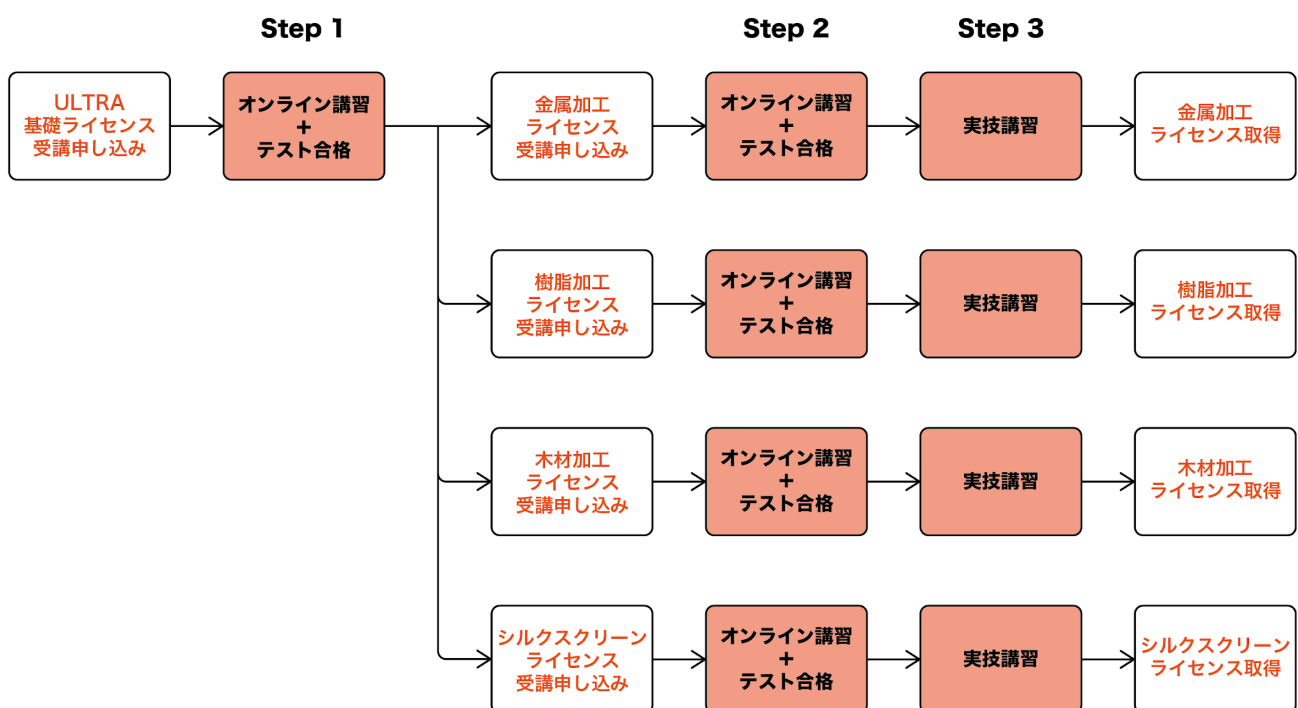 Step 1
Step 2
Step 3
ULTRA
基礎ライセンス
受講申し込み
オンライン講習
+
テスト合格
金属加工
ライセンス
受講申し込み
オンライン講習
+
テスト合格
実技講習
金属加工
ライセンス取得
樹脂加工
ライセンス
受講申し込み
オンライン講習
+
テスト合格
実技講習
樹脂加工
ライセンス取得
木材加工
ライセンス
受講申し込み
オンライン講習
+
テスト合格
実技講習
木材加工
ライセンス取得
シルクスクリーン
ライセンス
受講申し込み
オンライン講習
+
テスト合格
実技講習
シルクスクリーン
ライセンス取得